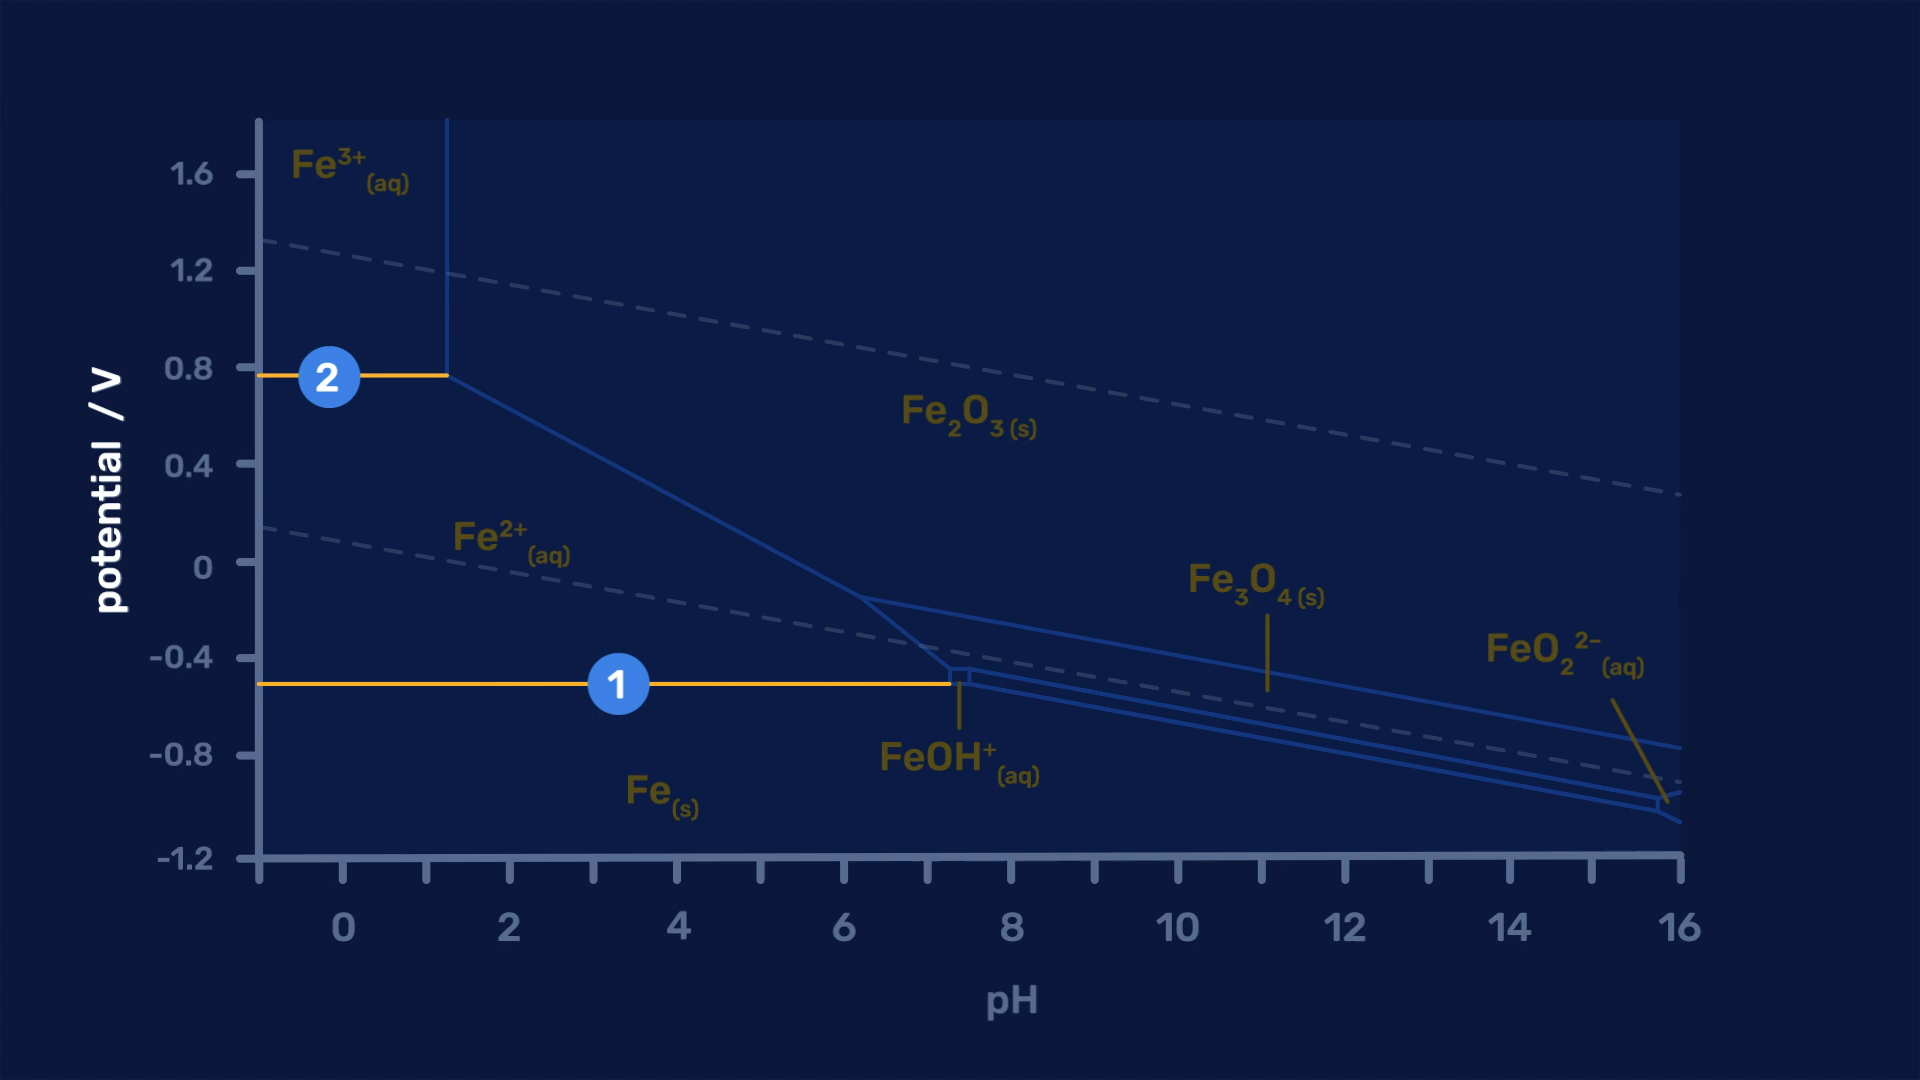 Fe³⁺(aq)
1.6
1.2
0.8
2
Fe₂O₃ (s)
0.4
potential / V
Fe²⁺(aq)
0
Fe₃O₄ (s)
FeO₂²⁻(aq)
-0.4
1
-0.8
FeOH⁺(aq)
Fe(s)
-1.2
0 2 4 6 8 10 12 14 16
pH